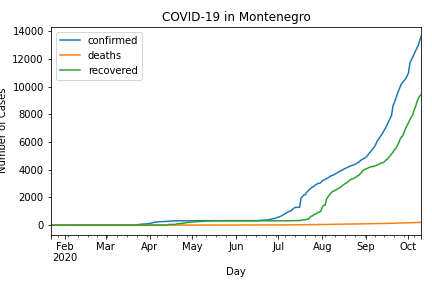 COVID-19 in Montenegro
confirmed
deaths
recovered
Number of Cases
14000
12000
10000
8000
6000
4000
2000
0
Feb Mar Apr May Jun Jul Aug Sep Oct
2020
Day